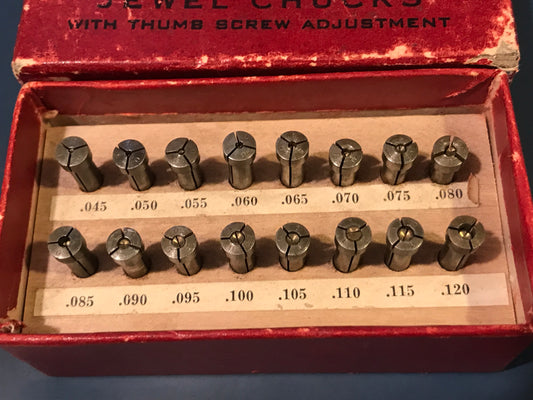 JEWEL CHUCKS
WITH THUMB SCREW ADJUSTMENT
.045 .050 .055 .060 .065 .070 .075 .080
.085 .090 .095 .100 .105 .110 .115 .120